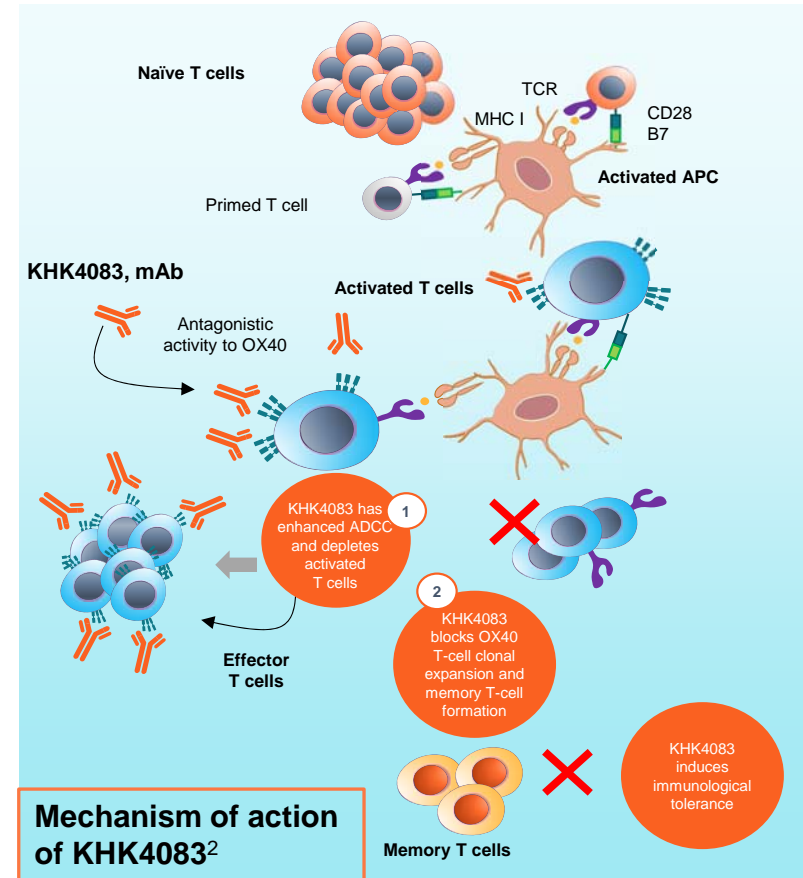 Naïve T cells
TCR
MHC I
CD28
B7
Activated APC
Primed T cell
KHK4083, mAb
Activated T cells
Antagonistic
activity to OX40
KHK4083 has
enhanced ADCC
and depletes
activated
T cells
1
2
KHK4083
blocks OX40
T-cell clonal
expansion and
memory T-cell
formation
Effector
T cells
KHK4083
induces
immunological
tolerance
Mechanism of action
of KHK4083²
Memory T cells